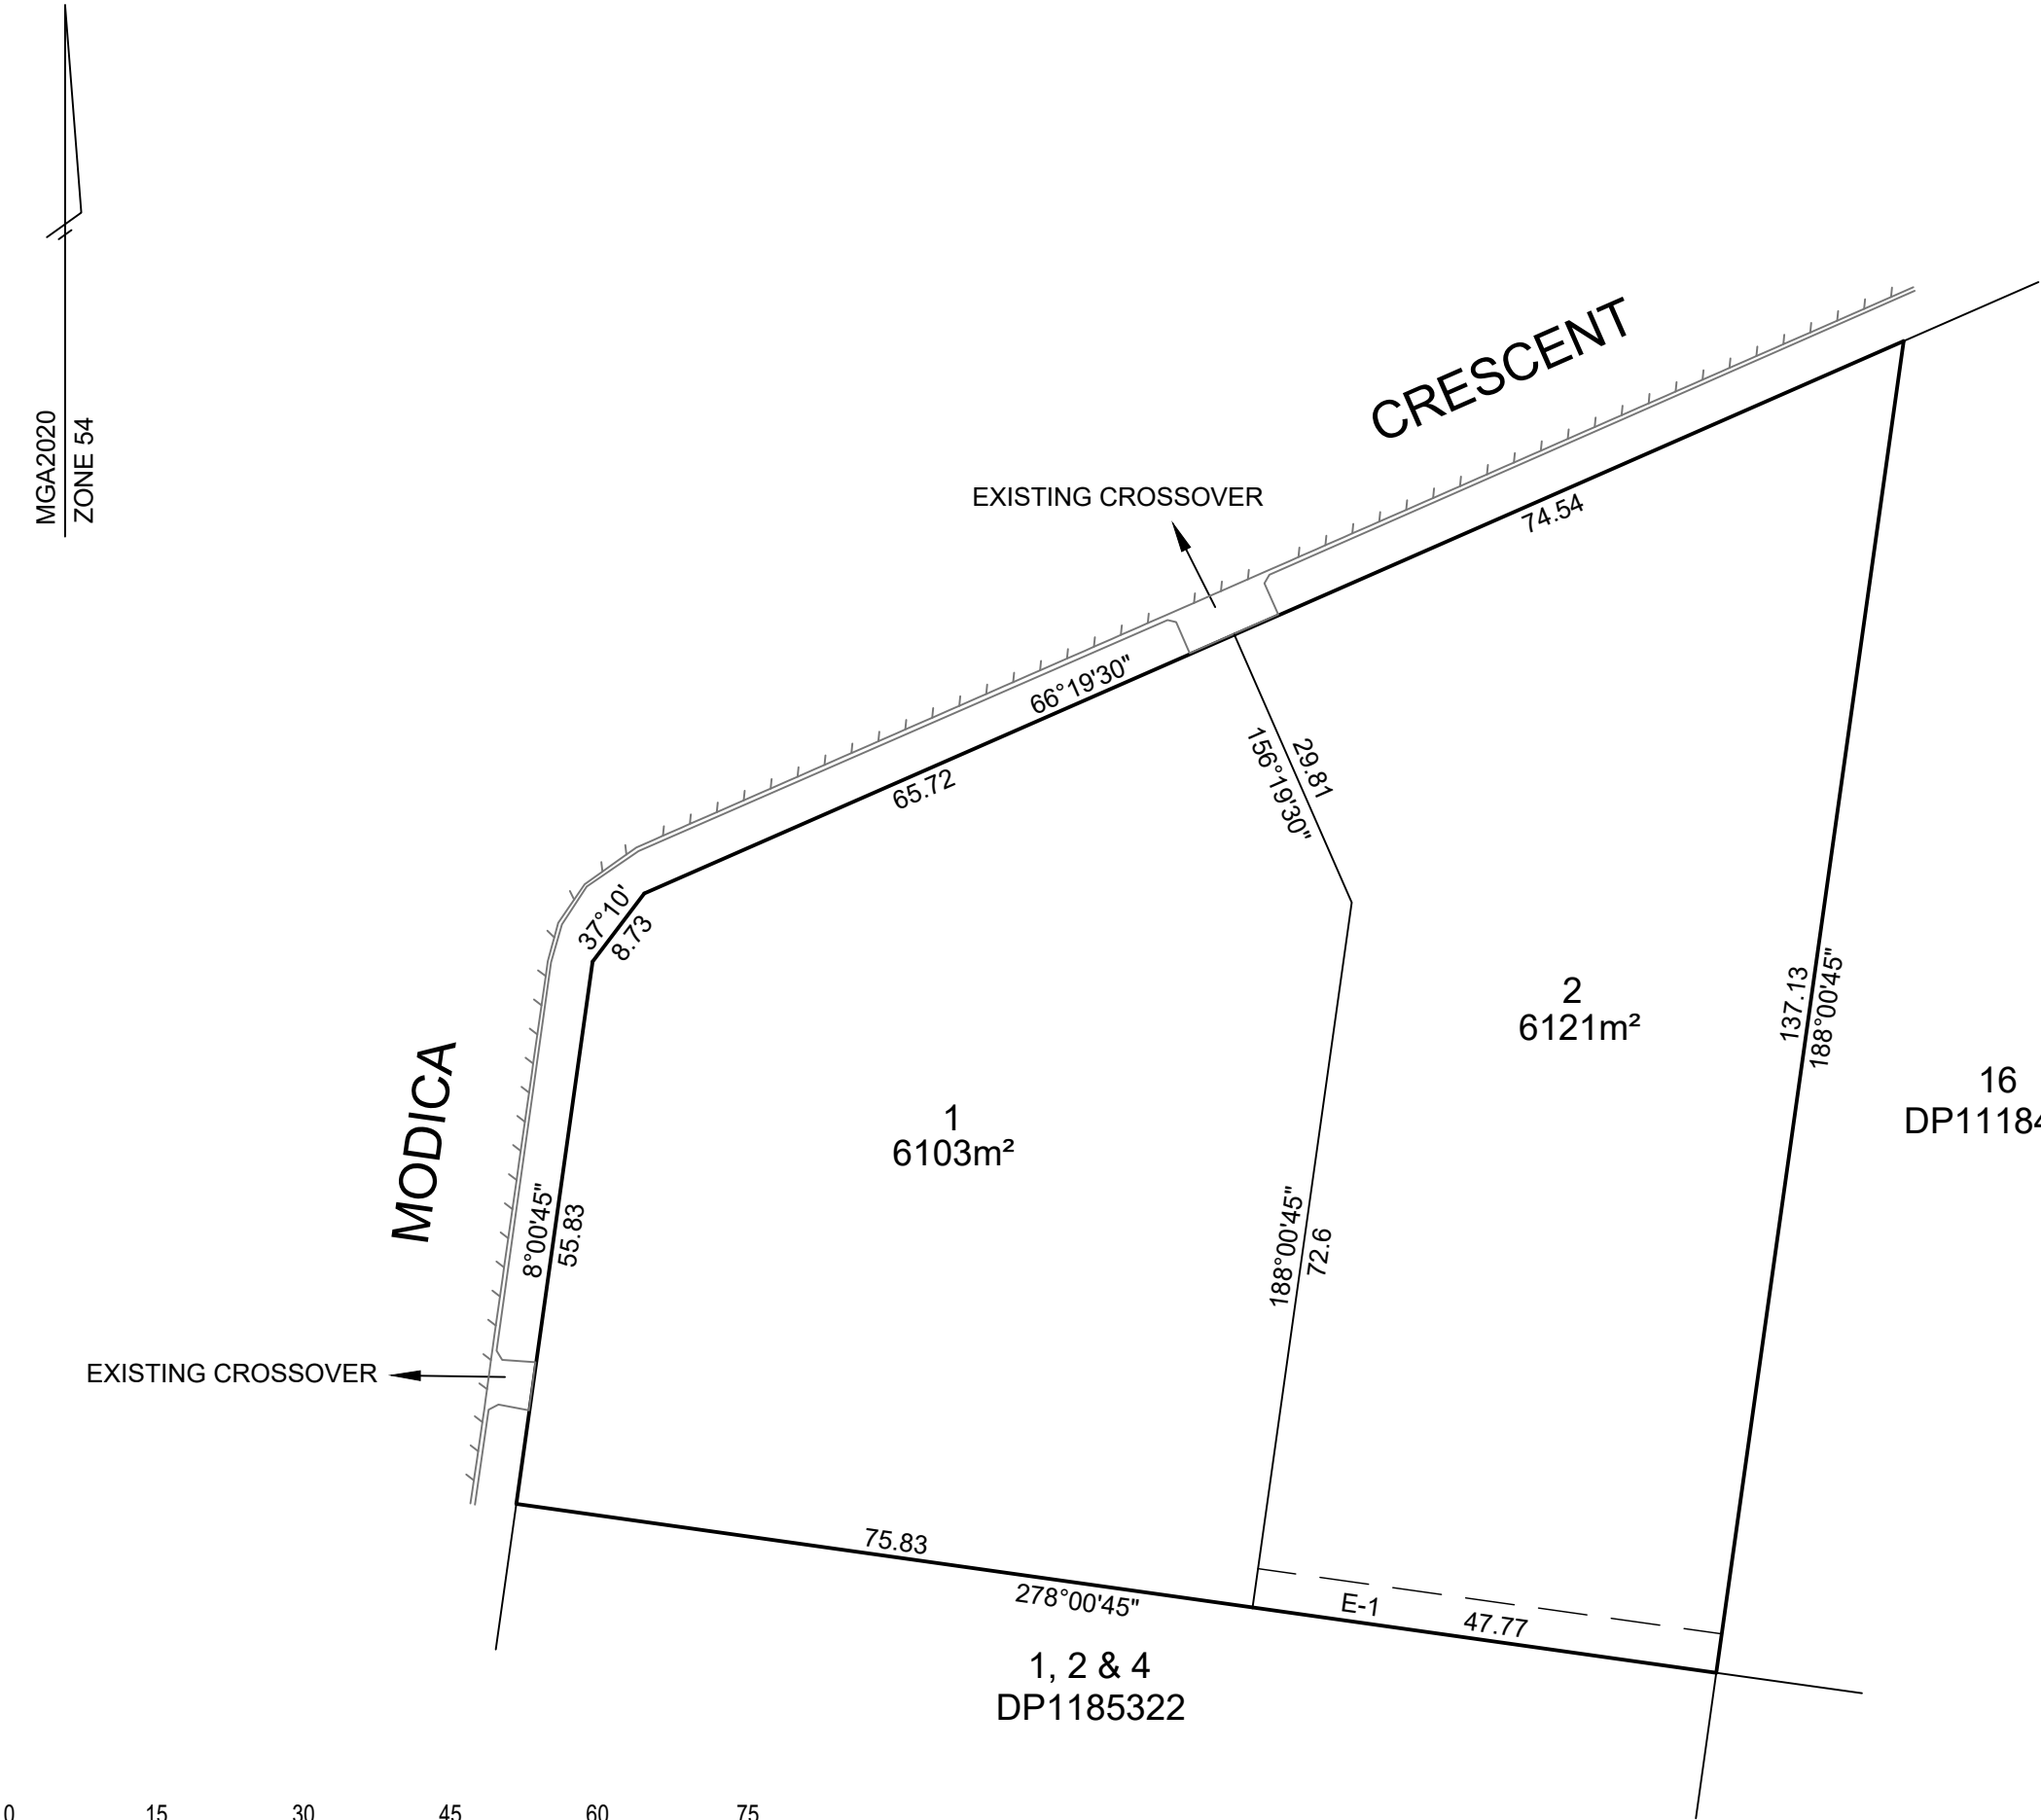 MGA2020
ZONE 54
CRESCENT
EXISTING CROSSOVER
74.54
66°19'30"
65.72
29.81
156°19'30"
37°10'
8.73
2
6121m²
137.13
188°00'45"
16
DP11184
MODICA
1
6103m²
8°00'45"
55.83
188°00'45"
72.6
EXISTING CROSSOVER
75.83
278°00'45"
E-1
47.77
1, 2 & 4
DP1185322
0 15 30 45 60 75